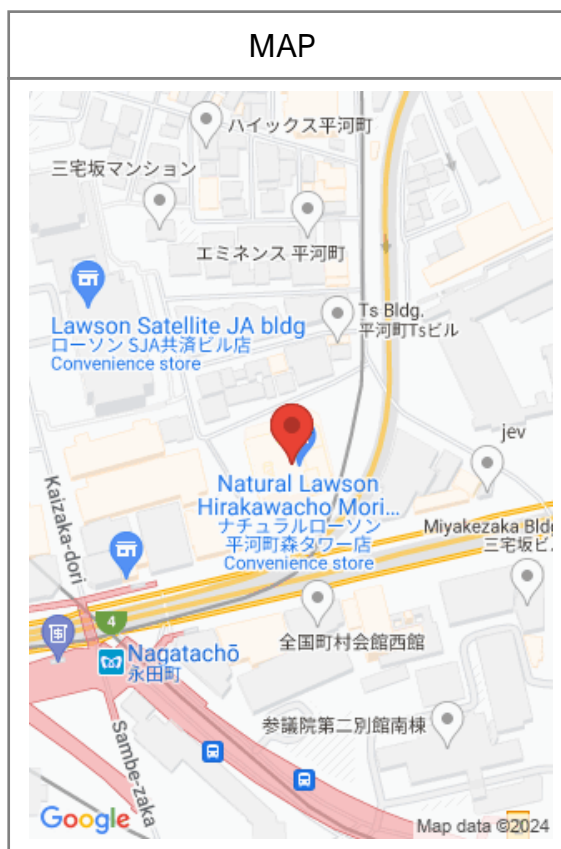 MAP
ハイックス平河町
三宅坂マンション
エミネンス 平河町
Ts Bldg.
平河町Tsビル
Lawson Satellite JA bldg
ローソン SJA共済ビル店
Convenience store
jev
Natural Lawson
Hirakawacho Mori...
ナチュラルローソン
平河町森タワー店
Convenience store
Kaizaka-dori
Miyakezaka Bldg
三宅坂ビ
4
全国町村会館西館
Nagatachō
永田町
Sambe-zaka
参議院第二別館南棟
Google
Map data ©2024